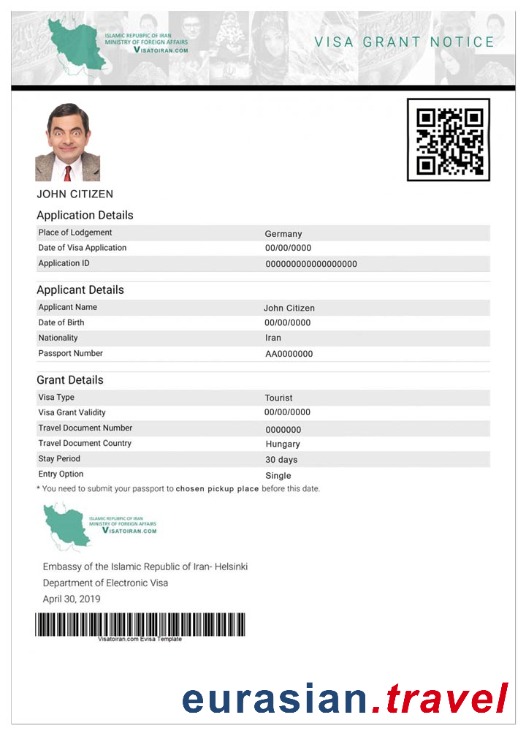 ISLAMIC REPURPLIC OF IRAN
MINISTRY OF FOREIGN AFFAIRS
VISATOIRAN.COM
VISA GRANT NOTICE
JOHN CITIZEN
Application Details
Place of Lodgement Germany
Date of Visa Application 00/00/0000
Application ID 000000000000000000
Applicant Details
Applicant Name John Citizen
Date of Birth 00/00/0000
Nationality Iran
Passport Number AA0000000
Grant Details
Visa Type Tourist
Visa Grant Validity 00/00/0000
Travel Document Number 0000000
Travel Document Country Hungary
Stay Period 30 days
Entry Option Single
* You need to submit your passport to chosen pickup place before this date.
ISLAMIC REPURPLIC OF IRAN
MINISTRY OF FOREIGN AFFAIRS
VISATOIRAN.COM
Embassy of the Islamic Republic of Iran- Helsinki
Department of Electronic Visa
April 30, 2019
Visatoiran.com Evisa Template
eurasian.travel